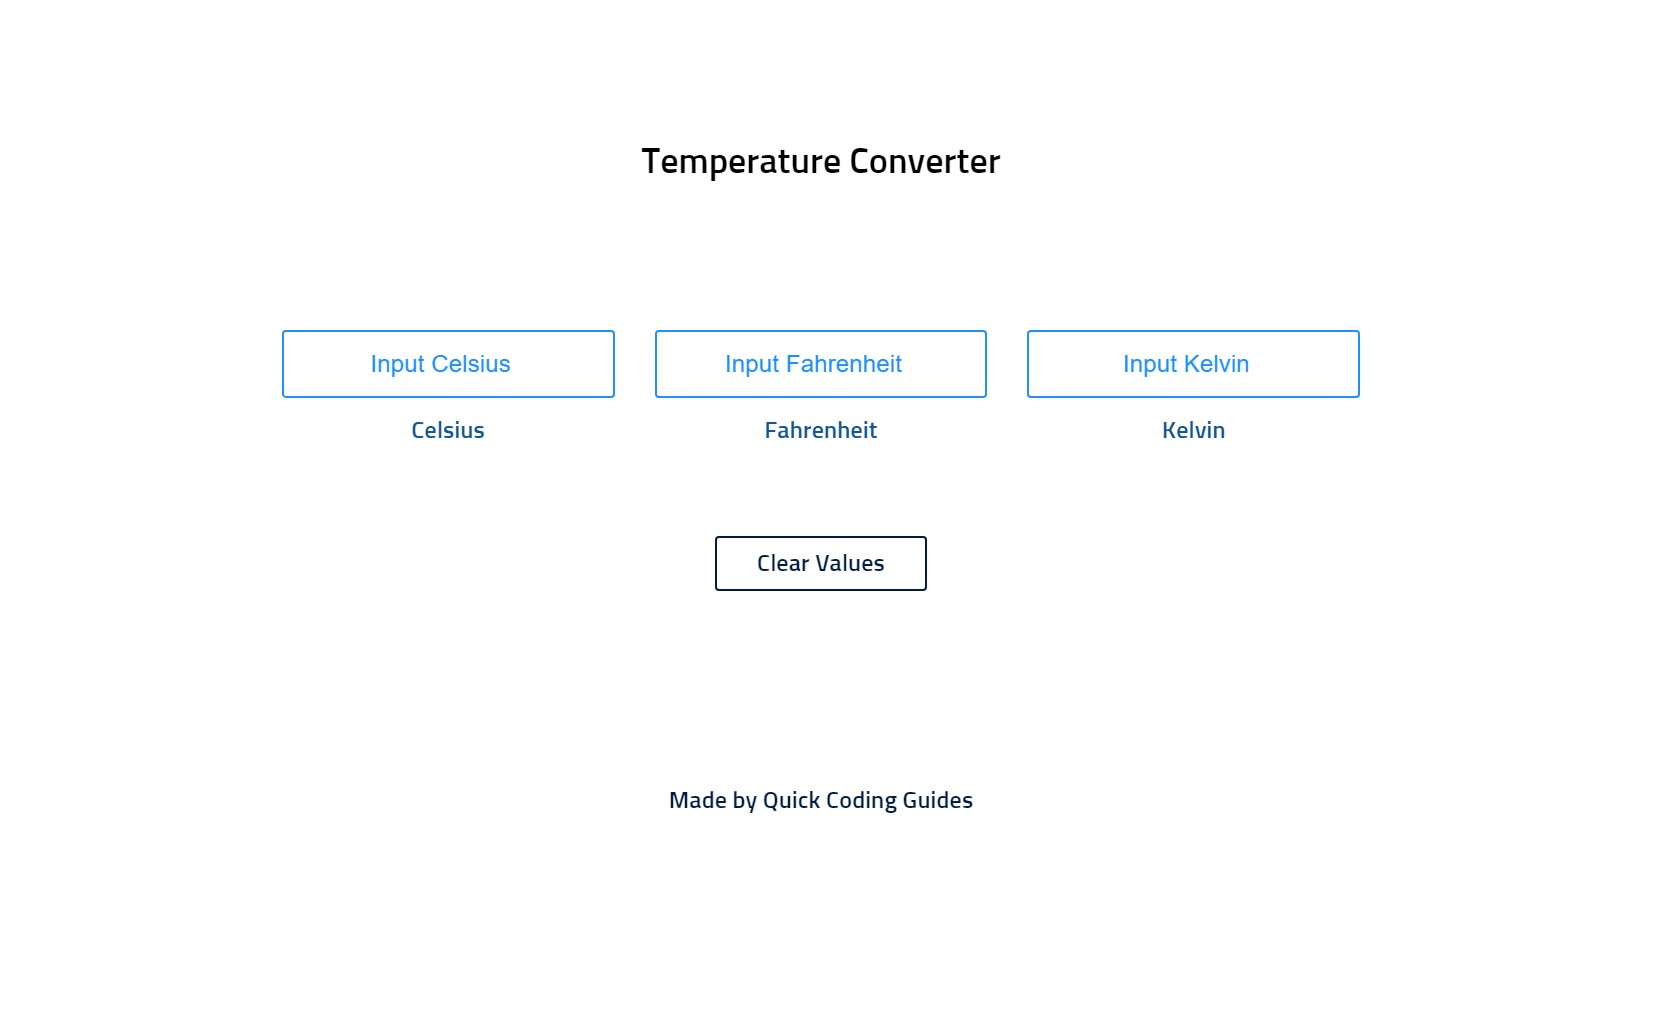 Temperature Converter
Input Celsius
Input Fahrenheit
Input Kelvin
Celsius
Fahrenheit
Kelvin
Clear Values
Made by Quick Coding Guides